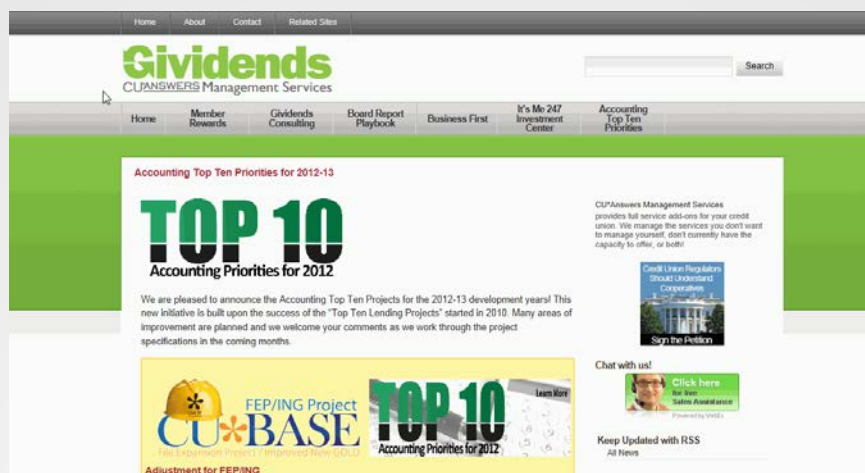 Home About Contact Related Sites
Gividends
CU*ANSWERS Management Services
Search
Home
Member
Rewards
Gividends
Consulting
Board Report
Playbook
Business First
It's Me 247
Investment
Center
Accounting
Top Ten
Priorities
Accounting Top Ten Priorities for 2012-13
TOP 10
Accounting Priorities for 2012
We are pleased to announce the Accounting Top Ten Projects for the 2012-13 development years! This
new initiative is built upon the success of the "Top Ten Lending Projects" started in 2010. Many areas of
improvement are planned and we welcome your comments as we work through the project
specifications in the coming months.
FEP/ING Project
CU*BASE
File Expansion Project / Improved New GOLD
TOP 10
Accounting Priorities for 2012
Learn More
Adjustment for FEP/ING
CU*Answers Management Services
provides full service add-ons for your credit
union. We manage the services you don't want
to manage yourself, don't currently have the
capacity to offer, or both!
Credit Union Regulators
Should Understand
Cooperatives
Sign the Petition
Chat with us!
Click here
for live
Sales Assistance
Powered by WebEx
Keep Updated with RSS
All News